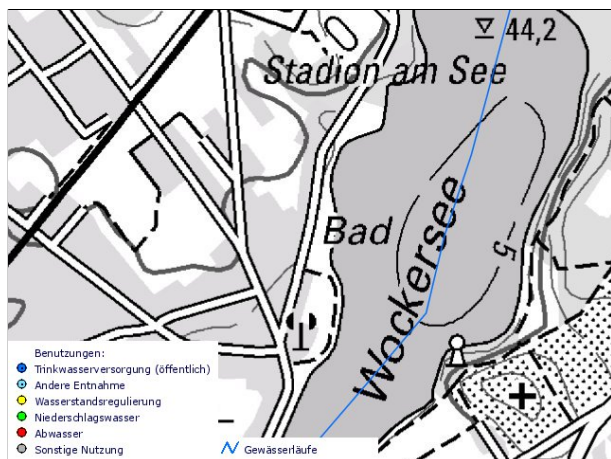 44,2
Stadion am See
Bad
Wockersee
5
Benutzungen:
Trinkwasserversorgung (öffentlich)
Andere Entnahme
Wasserstandsregulierung
Niederschlagswasser
Abwasser
Sonstige Nutzung
Gewässerläufe